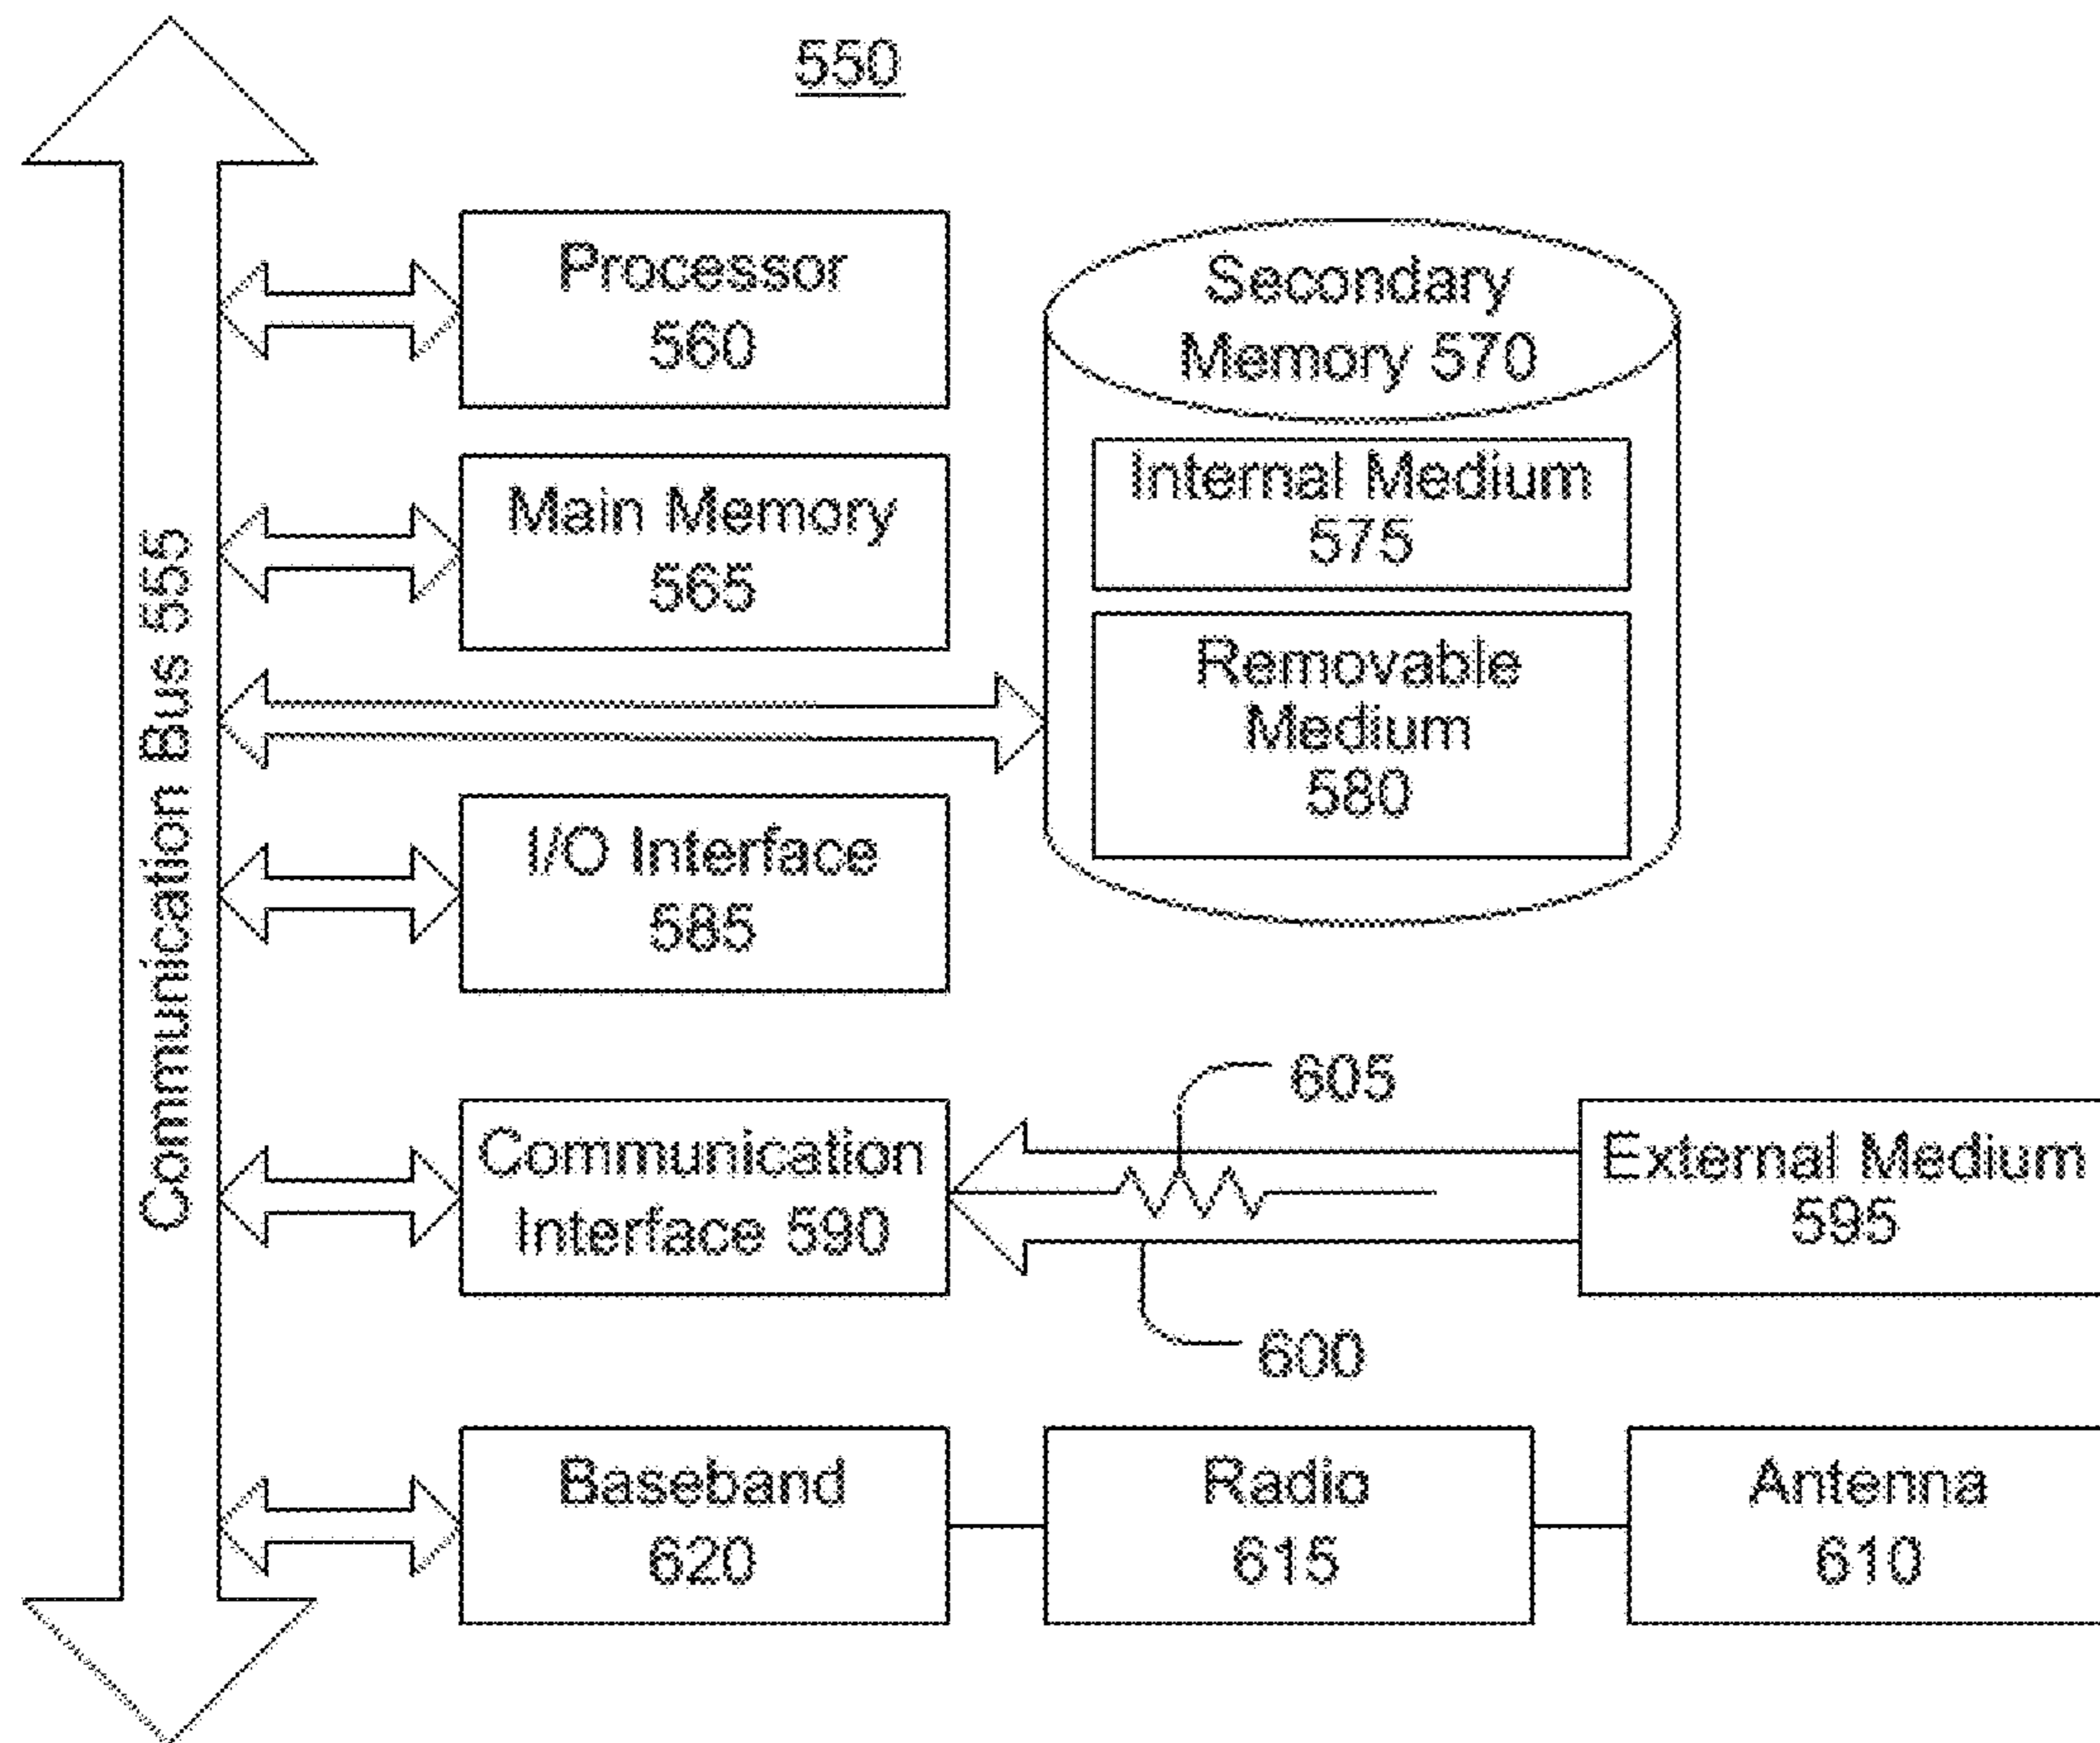 550
Communication Bus 555
Processor
560
Main Memory
565
Secondary
Memory 570
Internal Medium
575
Removable
Medium
580
I/O Interface
585
Communication
Interface 590
605
600
External Medium
595
Baseband
620
Radio
615
Antenna
610